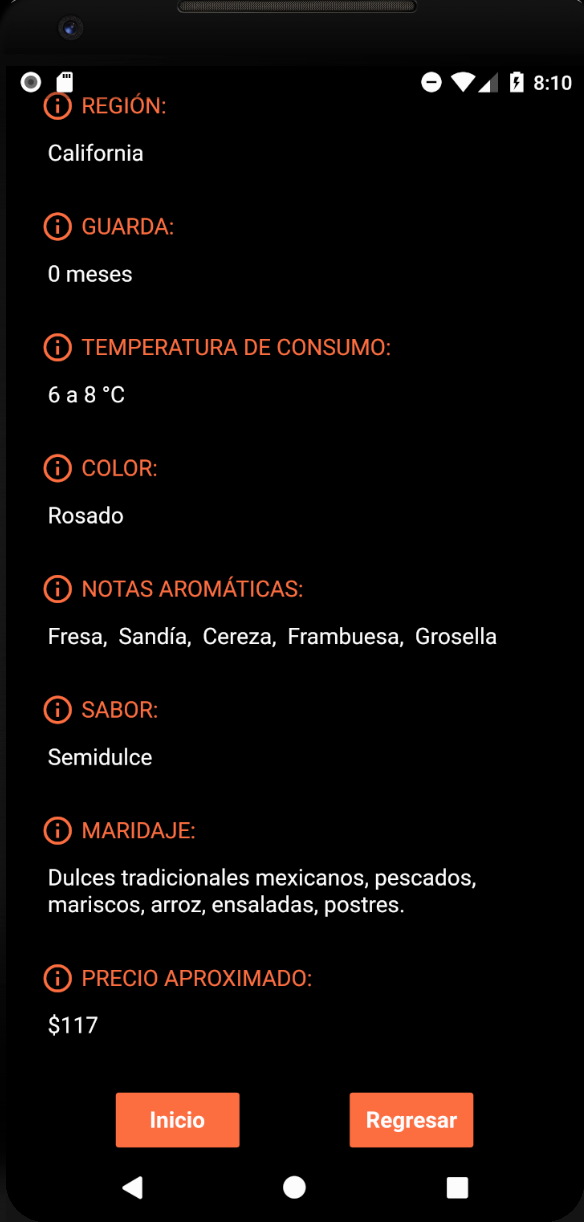 8:10
REGIÓN:
California
GUARDA:
0 meses
TEMPERATURA DE CONSUMO:
6 a 8 °C
COLOR:
Rosado
NOTAS AROMÁTICAS:
Fresa, Sandía, Cereza, Frambuesa, Grosella
SABOR:
Semidulce
MARIDAJE:
Dulces tradicionales mexicanos, pescados,
mariscos, arroz, ensaladas, postres.
PRECIO APROXIMADO:
$117
Inicio
Regresar